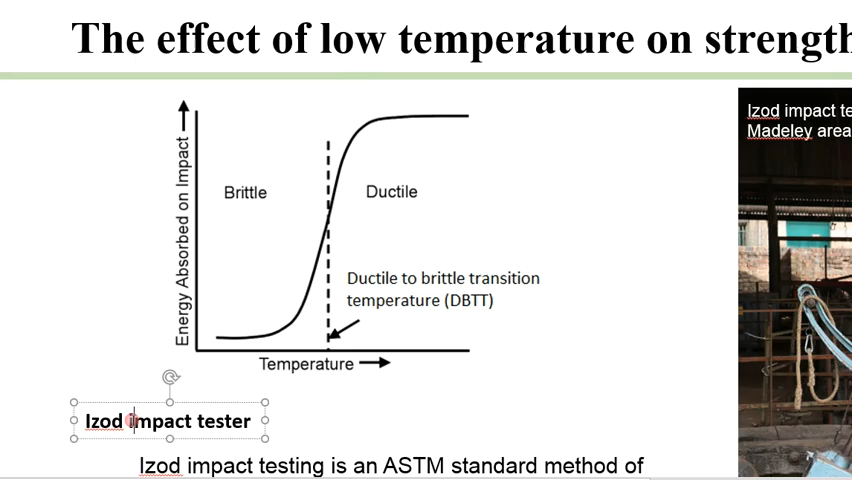 The effect of low temperature on strength
Energy Absorbed on Impact
Brittle
Ductile
Ductile to brittle transition
temperature (DBTT)
Temperature
Izod impact te
Madeley area
Izod impact tester
Izod impact testing is an ASTM standard method of